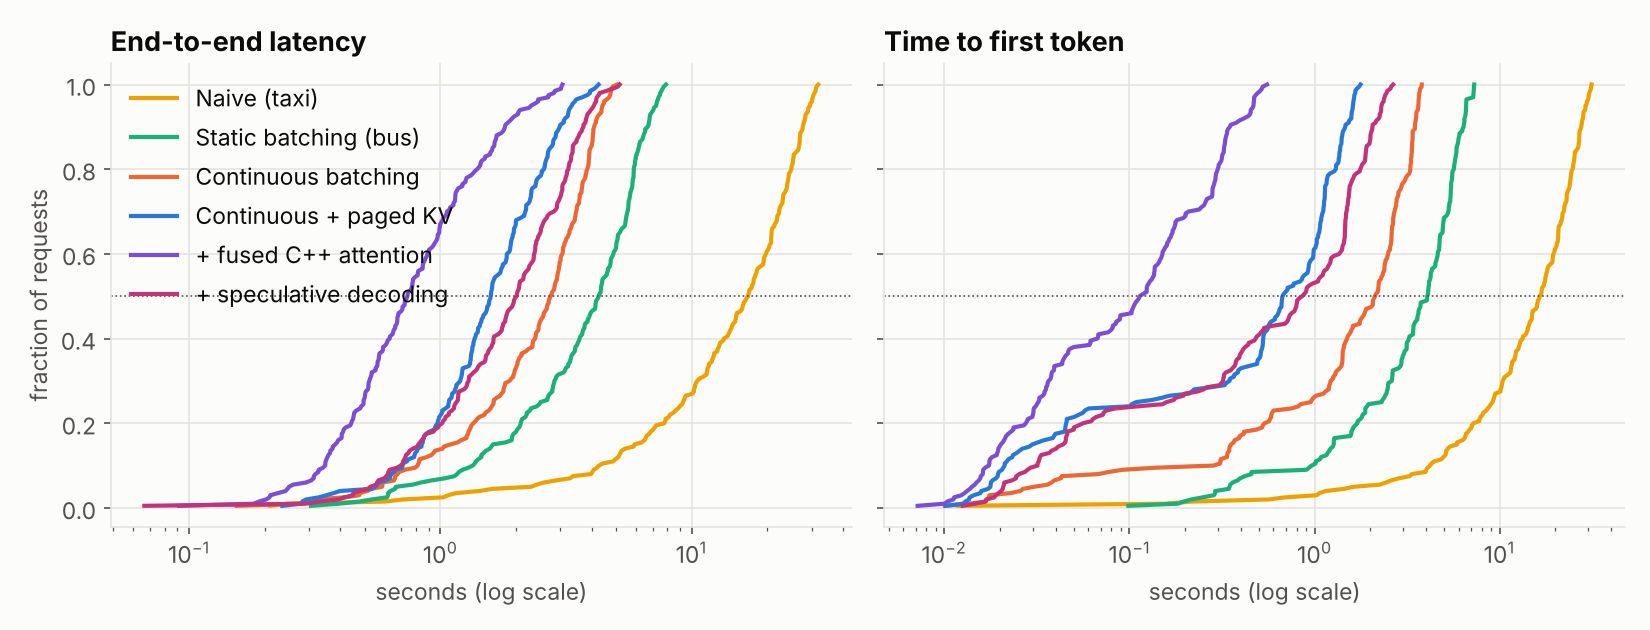 End-to-end latency
Time to first token
fraction of requests
1.0
0.8
0.6
0.4
0.2
0.0
Naive (taxi)
Static batching (bus)
Continuous batching
Continuous + paged KV
+ fused C++ attention
+ speculative decoding
10⁻¹
10⁰
10¹
seconds (log scale)
10⁻²
10⁻¹
10⁰
10¹
seconds (log scale)